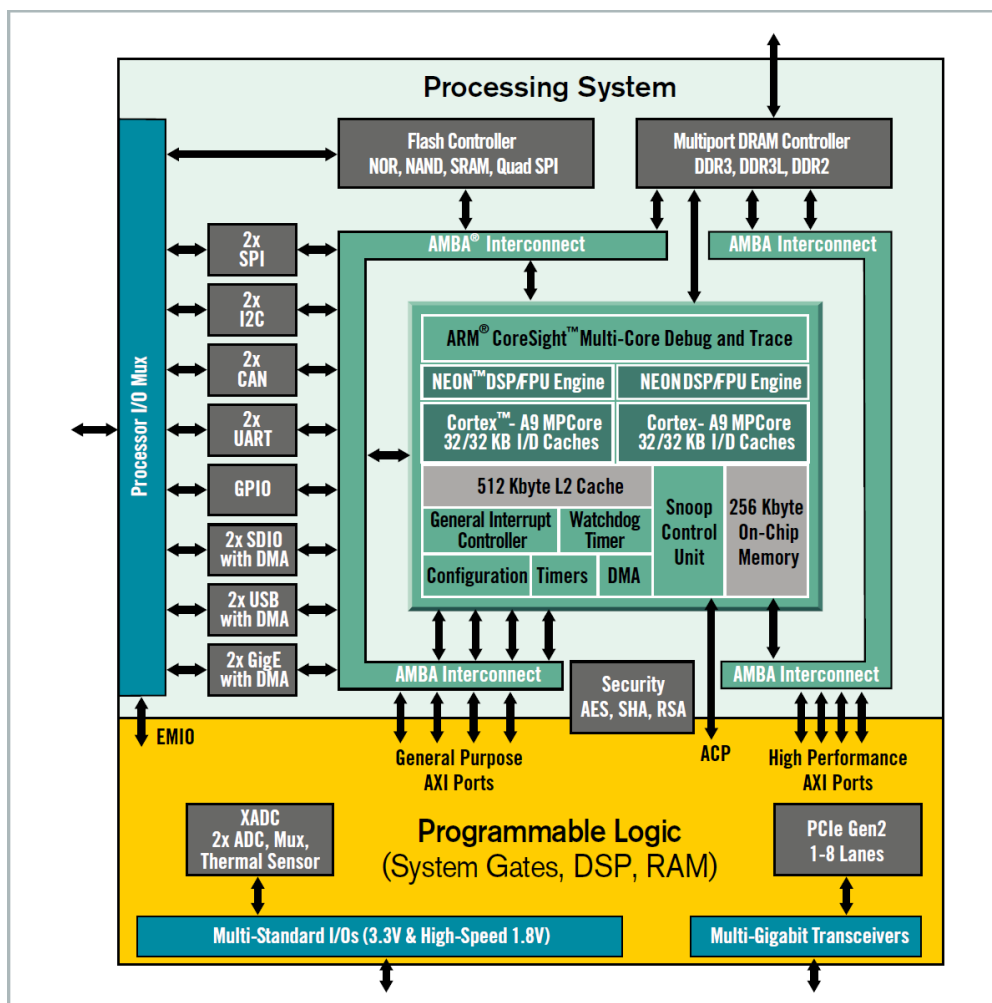 Processing System
Flash Controller
NOR, NAND, SRAM, Quad SPI
Multiport DRAM Controller
DDR3, DDR3L, DDR2
Processor I/O Mux
2x
SPI
2x
I2C
2x
CAN
2x
UART
GPIO
2x SDIO
with DMA
2x USB
with DMA
2x GigE
with DMA
AMBA® Interconnect
AMBA Interconnect
ARM® CoreSight™ Multi-Core Debug and Trace
NEON™ DSP/FPU Engine
NEON DSP/FPU Engine
Cortex™- A9 MPCore
32/32 KB I/D Caches
Cortex- A9 MPCore
32/32 KB I/D Caches
512 Kbyte L2 Cache
General Interrupt
Controller
Watchdog
Timer
Configuration
Timers
DMA
Snoop
Control
Unit
256 Kbyte
On-Chip
Memory
AMBA Interconnect
Security
AES, SHA, RSA
AMBA Interconnect
EMIO
General Purpose
AXI Ports
ACP
High Performance
AXI Ports
XADC
2x ADC, Mux,
Thermal Sensor
Programmable Logic
(System Gates, DSP, RAM)
PCIe Gen2
1-8 Lanes
Multi-Standard I/Os (3.3V & High-Speed 1.8V)
Multi-Gigabit Transceivers